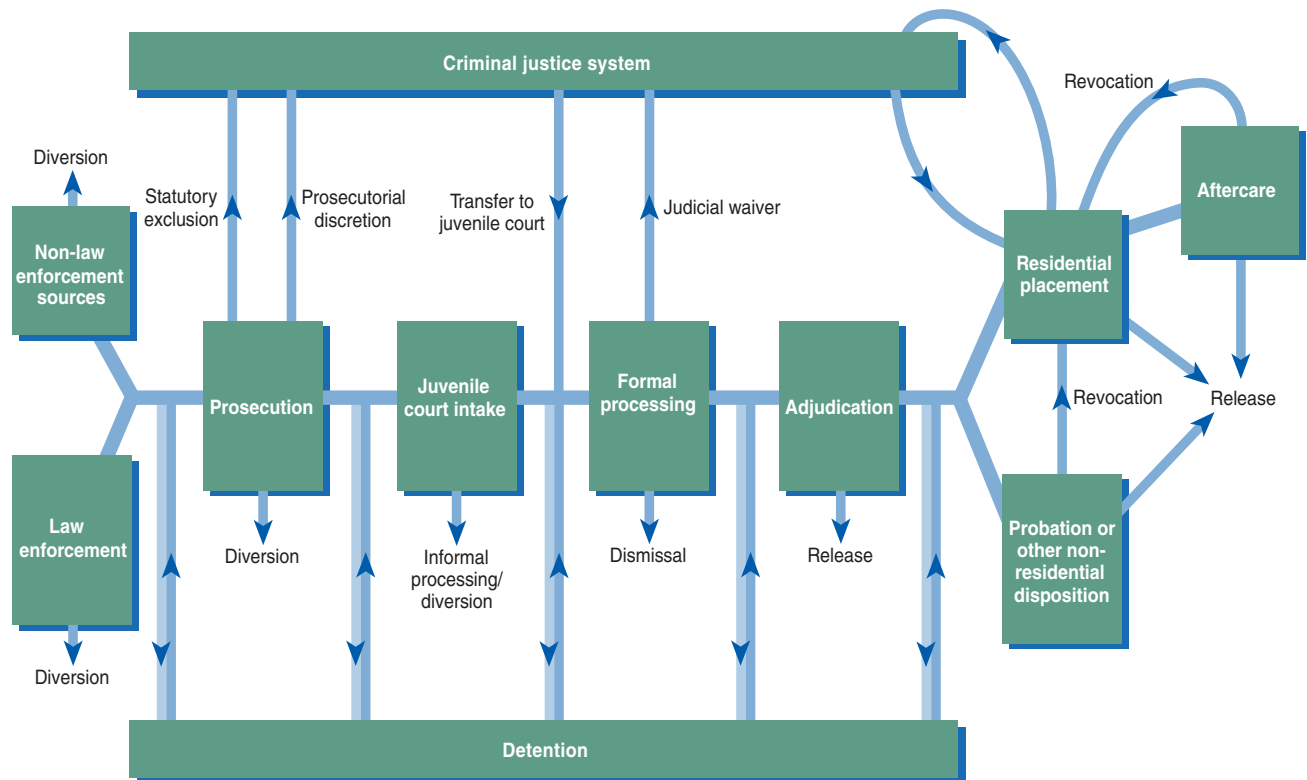 Criminal justice system
Revocation
Diversion
Aftercare
Statutory
exclusion
Prosecutorial
discretion
Transfer to
juvenile court
Judicial waiver
Non-law
enforcement
sources
Residential
placement
Prosecution
Juvenile
court intake
Formal
processing
Adjudication
Revocation
Release
Law
enforcement
Diversion
Informal
processing/
diversion
Dismissal
Release
Probation or
other non-
residential
disposition
Diversion
Detention